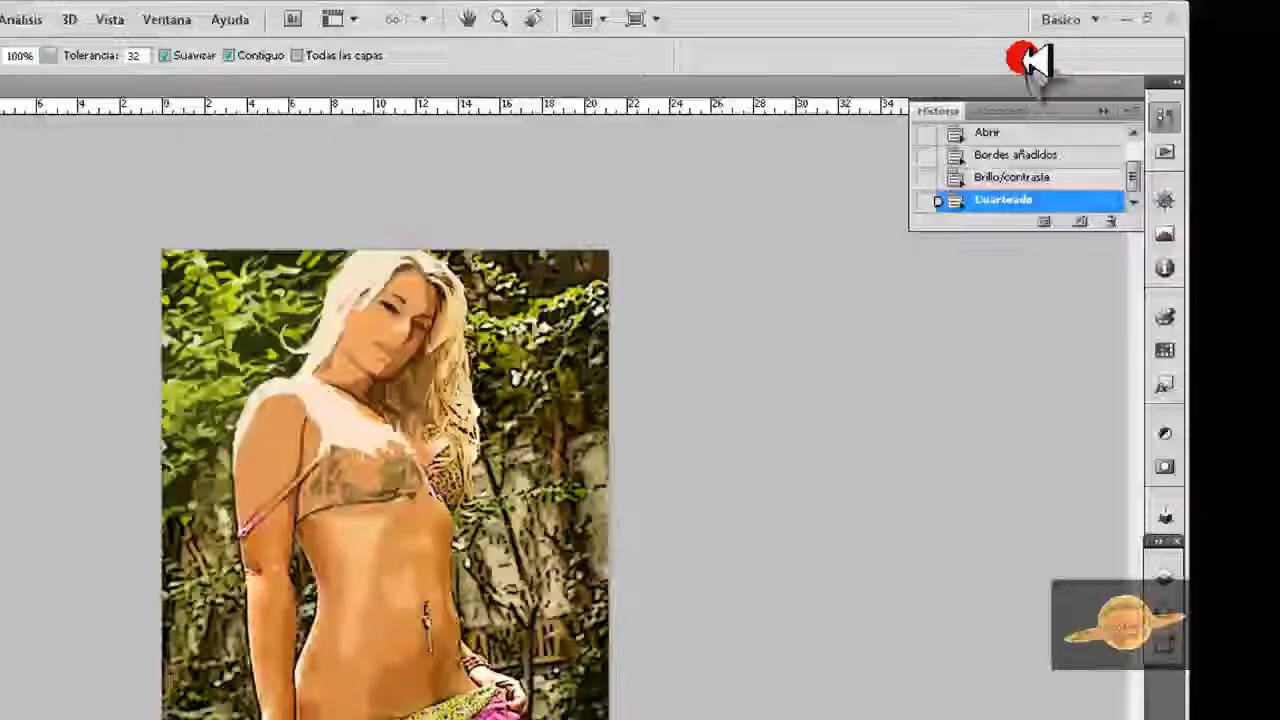 Análisis 3D Vista Ventana Ayuda Br Básico
100% Tolerancia: 32 Suavizar Contiguo Todas las capas
6 4 2 0 2 4 6 8 10 12 14 16 18 20 22 24 26 28 30 32 34
Historia
Abrir
Bordes añadidos
Brillo/contraste
Cuarteado